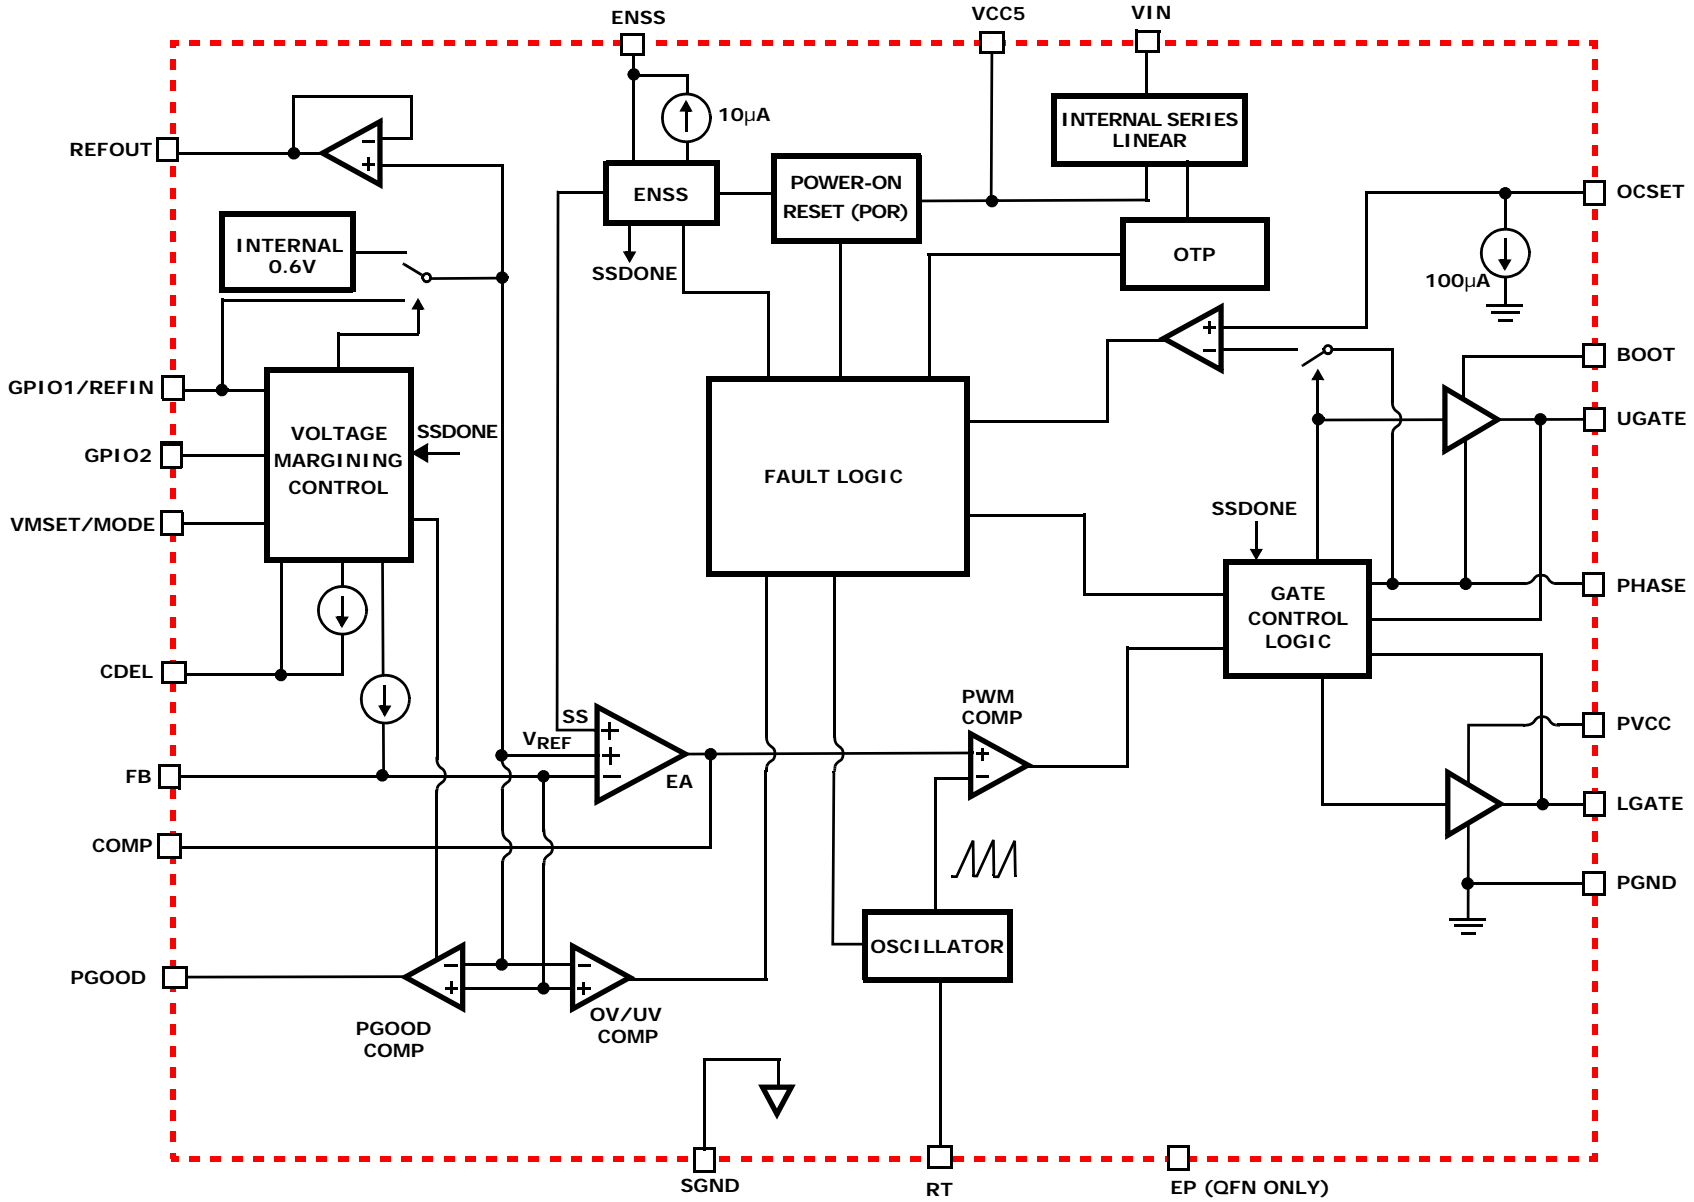 ENSS
VCC5
VIN
REFOUT
−
+
10µA
INTERNAL SERIES
LINEAR
ENSS
POWER-ON
RESET (POR)
OCSET
INTERNAL
0.6V
SSDONE
OTP
100µA
+
−
BOOT
GPIO1/REFIN
UGATE
VOLTAGE
MARGINING
CONTROL
SSDONE
GPIO2
FAULT LOGIC
VMSET/MODE
SSDONE
GATE
CONTROL
LOGIC
PHASE
CDEL
SS
VREF
+
+
−
EA
PWM
COMP
+
−
PVCC
FB
LGATE
COMP
PGND
OSCILLATOR
PGOOD
−
+
−
+
PGOOD
COMP
OV/UV
COMP
SGND
RT
EP (QFN ONLY)